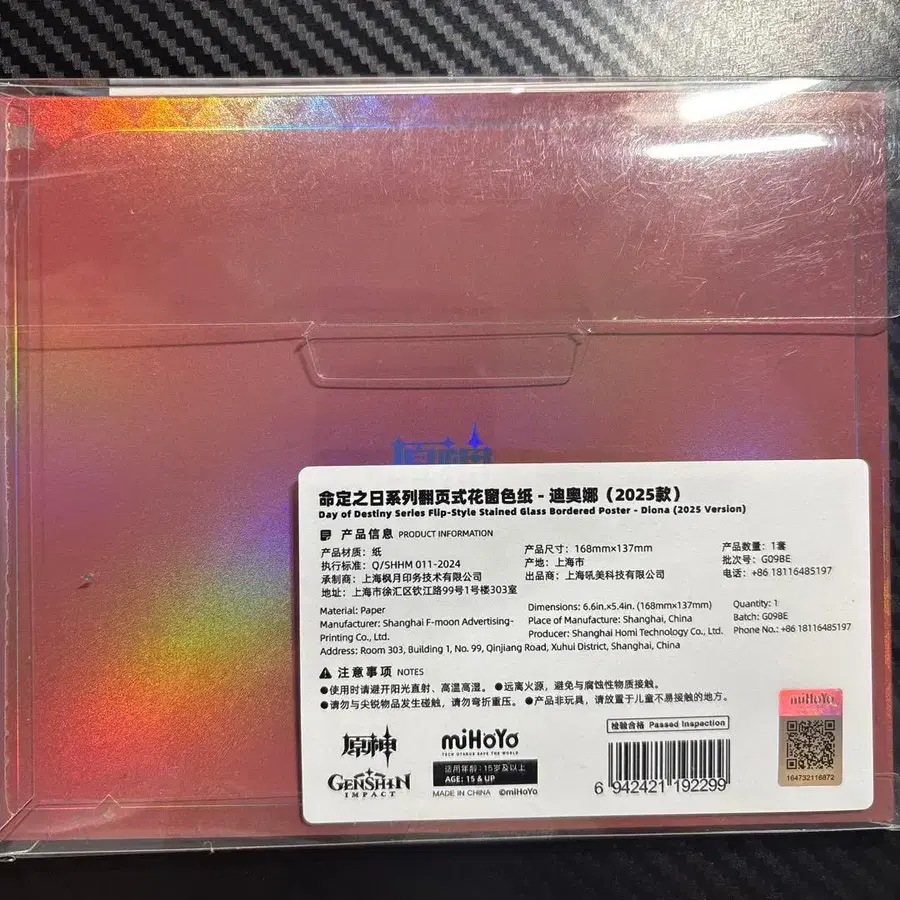 原神
命定之日系列翻页式花窗色纸 - 迪奥娜（2025款）
Day of Destiny Series Flip-Style Stained Glass Bordered Poster - Diona (2025 Version)
产品信息 PRODUCT INFORMATION
产品材质：纸
执行标准：Q/SHHM 011-2024
承制商：上海枫月印务技术有限公司
地址：上海市徐汇区钦江路99号1号楼303室
产品尺寸：168mm×137mm
产地：上海市
出品商：上海吼美科技有限公司
产品数量：1套
批次号：G098E
电话：+86 18116485197
Material: Paper
Manufacturer: Shanghai F-moon Advertising-
Printing Co., Ltd.
Address: Room 303, Building 1, No. 99, Qinjiang Road, Xuhui District, Shanghai, China
Dimensions: 6.6in.×5.4in. (168mm×137mm)
Place of Manufacture: Shanghai, China
Producer: Shanghai Homi Technology Co., Ltd.
Quantity: 1
Batch: G098E
Phone No.: +86 18116485197
注意事项 NOTES
●使用时请避开阳光直射、高温高湿。 ●远离火源，避免与腐蚀性物质接触。
●请勿与尖锐物品发生碰触，请勿弯折重压。 ●产品非玩具，请放置于儿童不易接触的地方。
原神
GENSHIN
IMPACT
miHoYo
TECH OTAKUS SAVE THE WORLD
适用年龄：15岁及以上
AGE: 15 & UP
MADE IN CHINA ©miHoYo
检验合格 Passed Inspection
6 942421 192299
miHoYo
164732116872